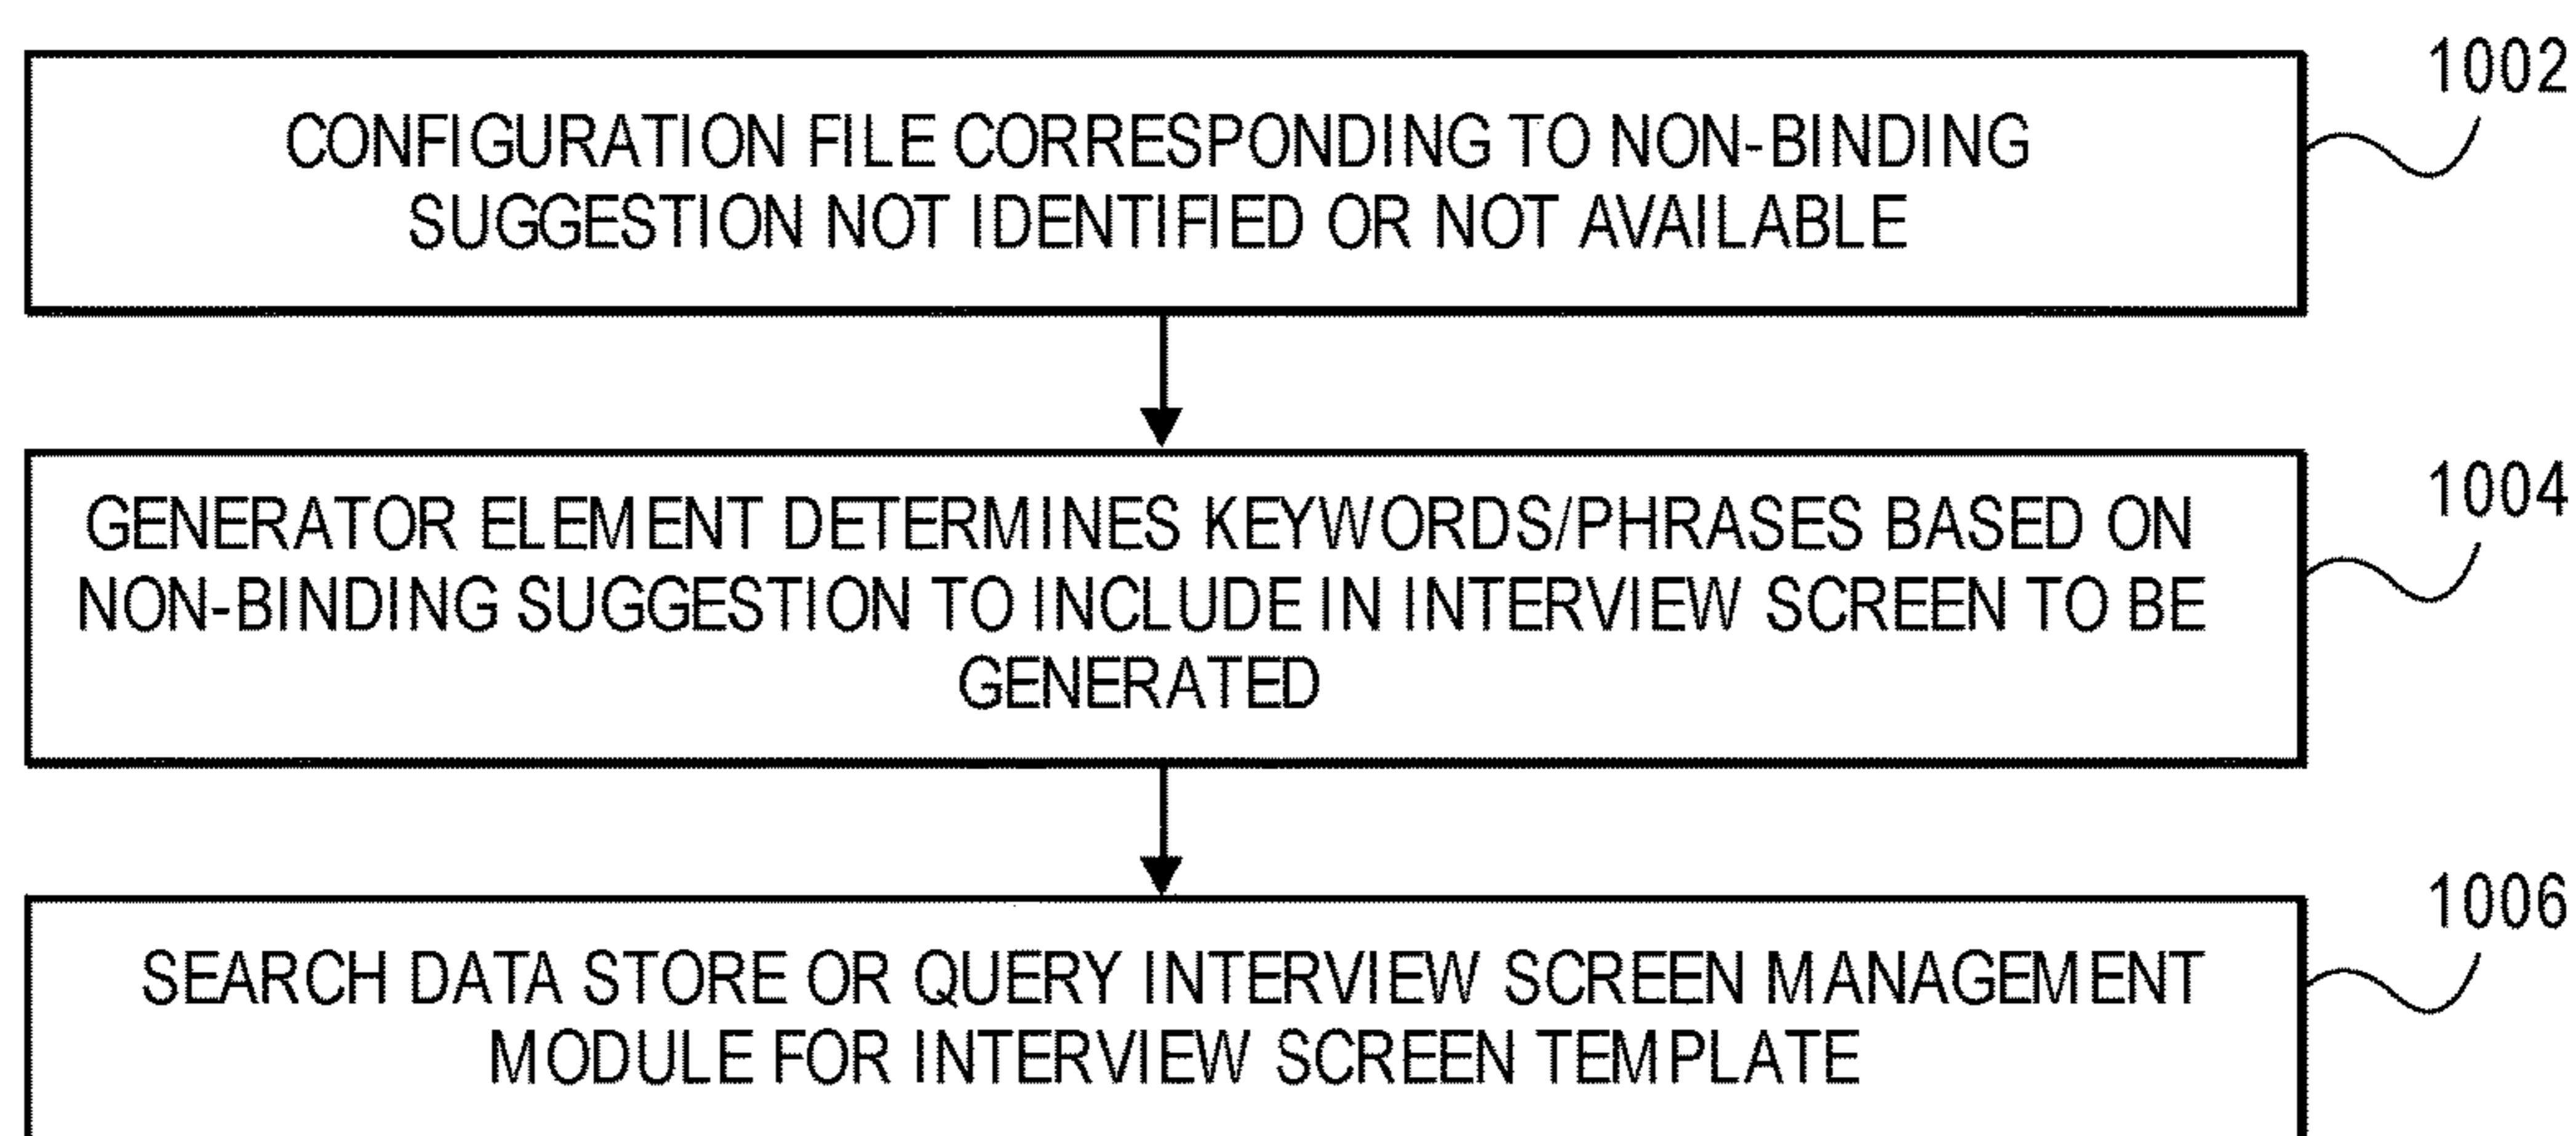 1002
CONFIGURATION FILE CORRESPONDING TO NON-BINDING
SUGGESTION NOT IDENTIFIED OR NOT AVAILABLE
1004
GENERATOR ELEMENT DETERMINES KEYWORDS/PHRASES BASED ON
NON-BINDING SUGGESTION TO INCLUDE IN INTERVIEW SCREEN TO BE
GENERATED
1006
SEARCH DATA STORE OR QUERY INTERVIEW SCREEN MANAGEMENT
MODULE FOR INTERVIEW SCREEN TEMPLATE